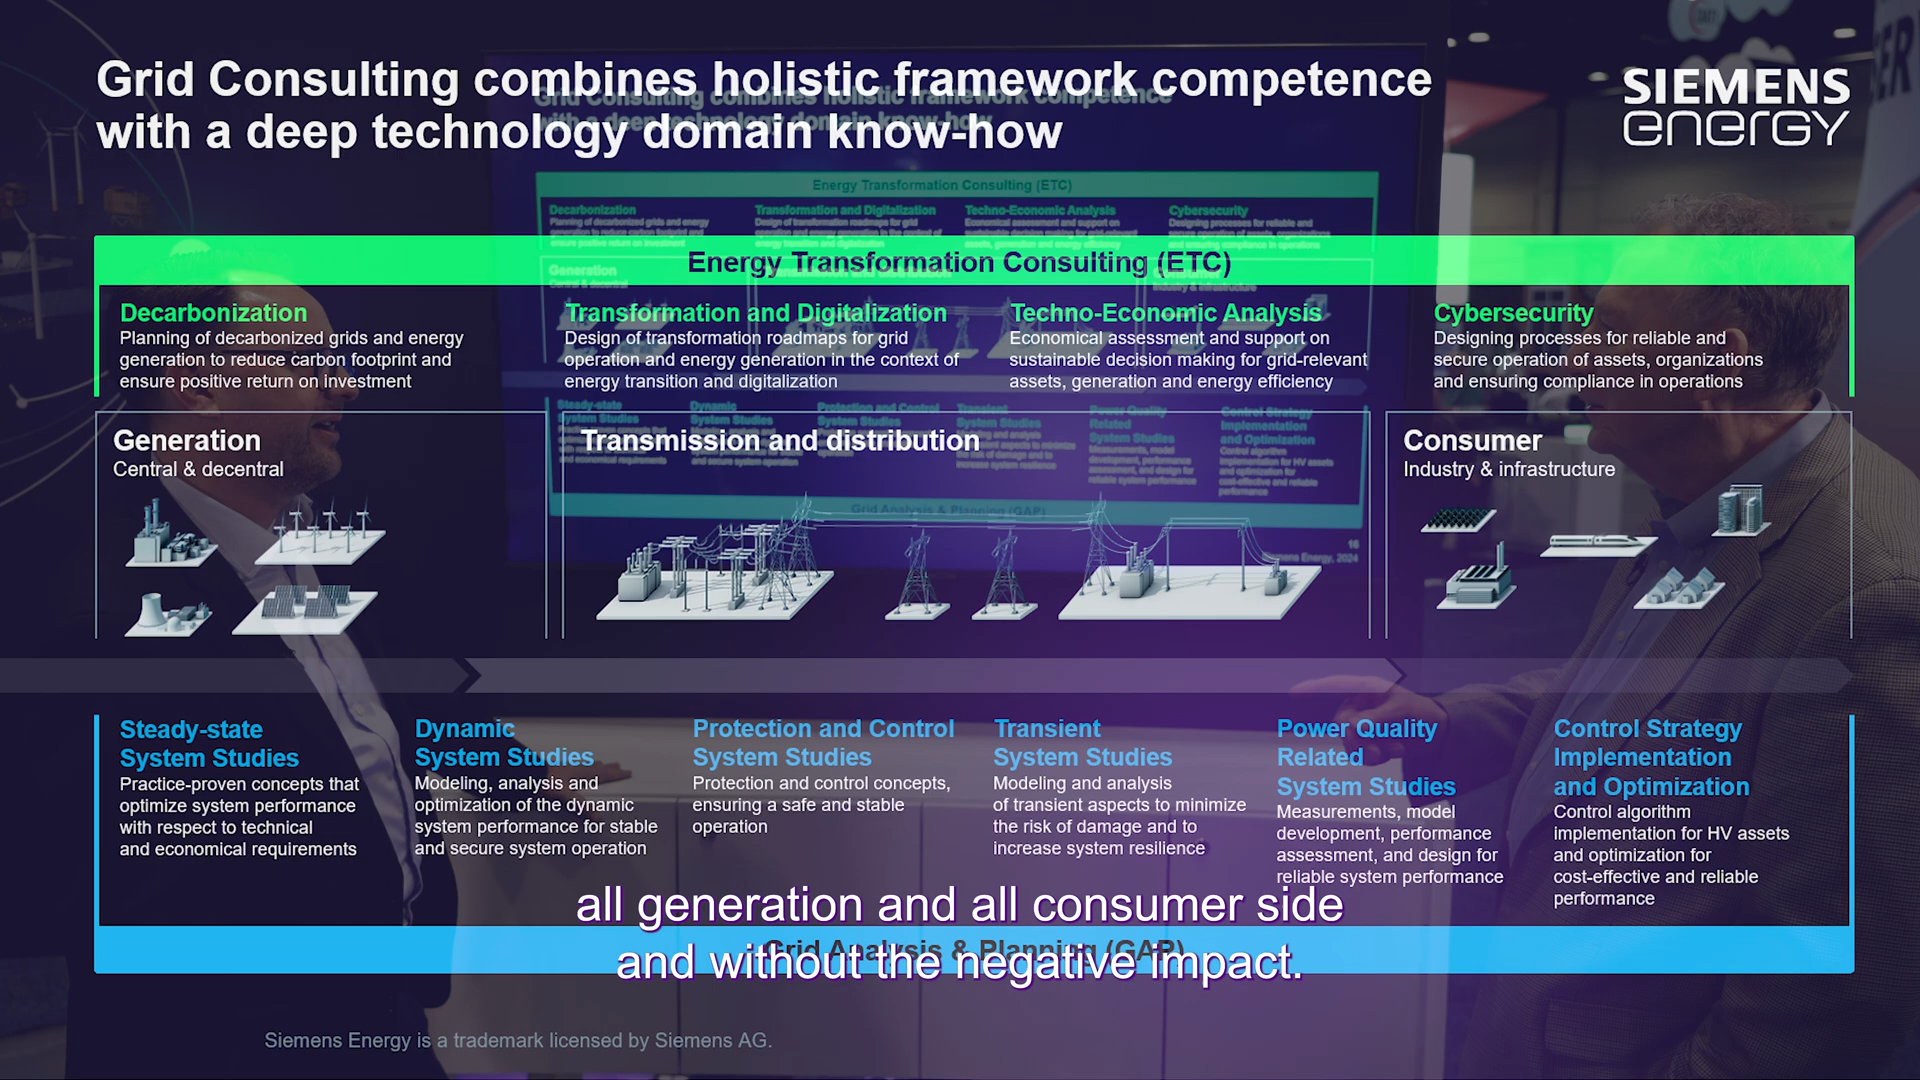 Grid Consulting combines holistic framework competence
with a deep technology domain know-how
SIEMENS
energy
Energy Transformation Consulting (ETC)
Decarbonization
Planning of decarbonized grids and energy
generation to reduce carbon footprint and
ensure positive return on investment
Transformation and Digitalization
Design of transformation roadmaps for grid
operation and energy generation in the context of
energy transition and digitalization
Techno-Economic Analysis
Economical assessment and support on
sustainable decision making for grid-relevant
assets, generation and energy efficiency
Cybersecurity
Designing processes for reliable and
secure operation of assets, organizations
and ensuring compliance in operations
Generation
Central & decentral
Transmission and distribution
Consumer
Industry & infrastructure
Steady-state
System Studies
Practice-proven concepts that
optimize system performance
with respect to technical
and economical requirements
Dynamic
System Studies
Modeling, analysis and
optimization of the dynamic
system performance for stable
and secure system operation
Protection and Control
System Studies
Protection and control concepts,
ensuring a safe and stable
operation
Transient
System Studies
Modeling and analysis
of transient aspects to minimize
the risk of damage and to
increase system resilience
Power Quality
Related
System Studies
Measurements, model
development, performance
assessment, and design for
reliable system performance
Control Strategy
Implementation
and Optimization
Control algorithm
implementation for HV assets
and optimization for
cost-effective and reliable
performance
Grid Analysis & Planning (GAP)
all generation and all consumer side
and without the negative impact.
Siemens Energy is a trademark licensed by Siemens AG.